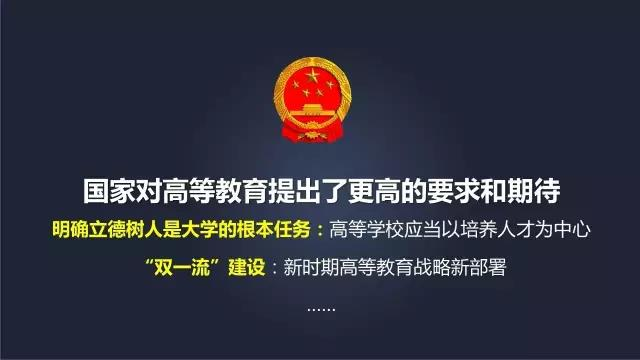 国家对高等教育提出了更高的要求和期待
明确立德树人是大学的根本任务：高等学校应当以培养人才为中心
“双一流”建设：新时期高等教育战略新部署
......